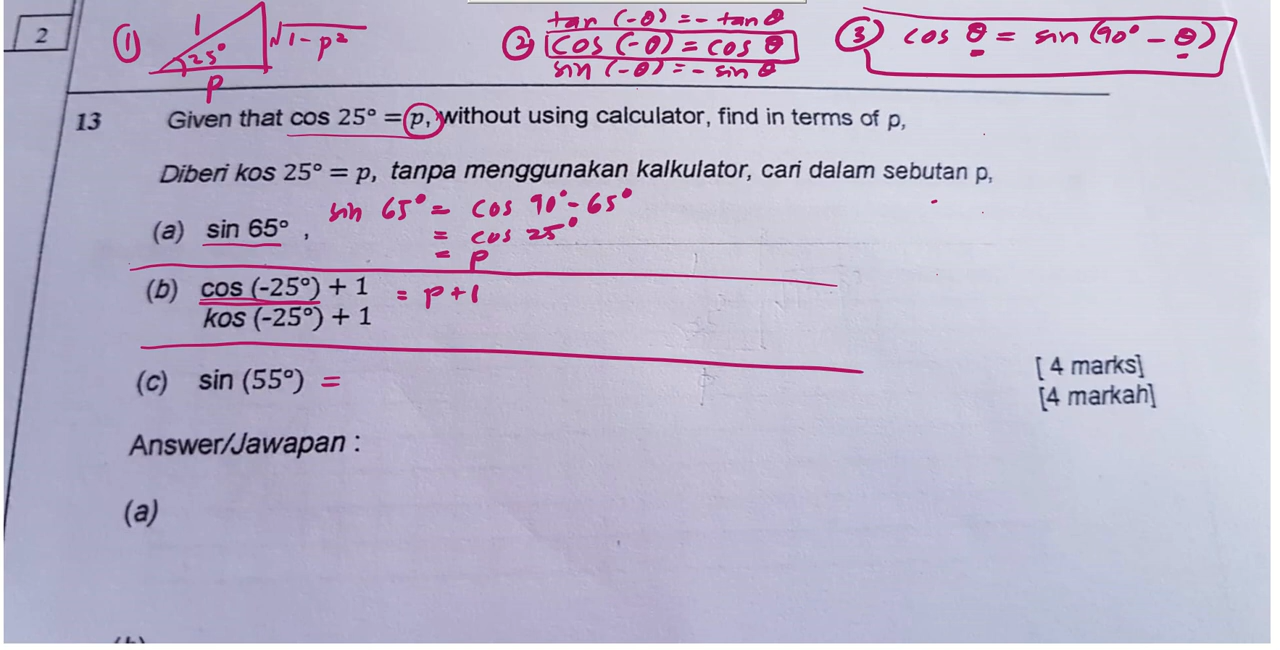 2
① 1 25° p √1-p²
② tan (-θ) = - tan θ
cos (-θ) = cos θ
sin (-θ) = - sin θ
③ cos θ = sin (90° - θ)
13 Given that cos 25° = p, without using calculator, find in terms of p,
Diberi kos 25° = p, tanpa menggunakan kalkulator, cari dalam sebutan p,
(a) sin 65° , sin 65° = cos 90° - 65°
= cos 25°
= p
(b) cos (-25°) + 1 = p + 1
kos (-25°) + 1
(c) sin (55°) =
[ 4 marks]
[4 markah]
Answer/Jawapan :
(a)